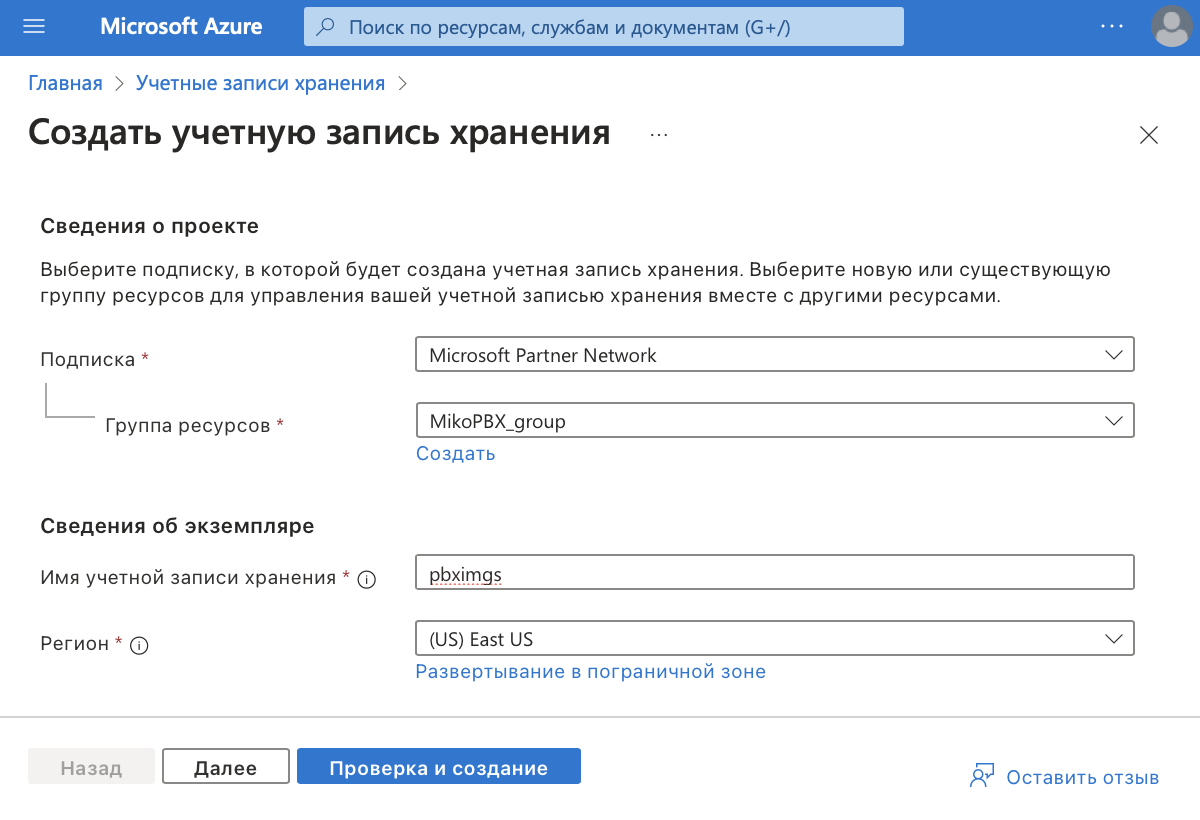 Microsoft Azure
Поиск по ресурсам, службам и документам (G+/)
Главная > Учетные записи хранения >
Создать учетную запись хранения ...
Сведения о проекте
Выберите подписку, в которой будет создана учетная запись хранения. Выберите новую или существующую
группу ресурсов для управления вашей учетной записью хранения вместе с другими ресурсами.
Подписка *
Microsoft Partner Network
Группа ресурсов *
MikoPBX_group
Создать
Сведения об экземпляре
Имя учетной записи хранения *
pbximgs
Регион *
(US) East US
Развертывание в пограничной зоне
Назад
Далее
Проверка и создание
Оставить отзыв